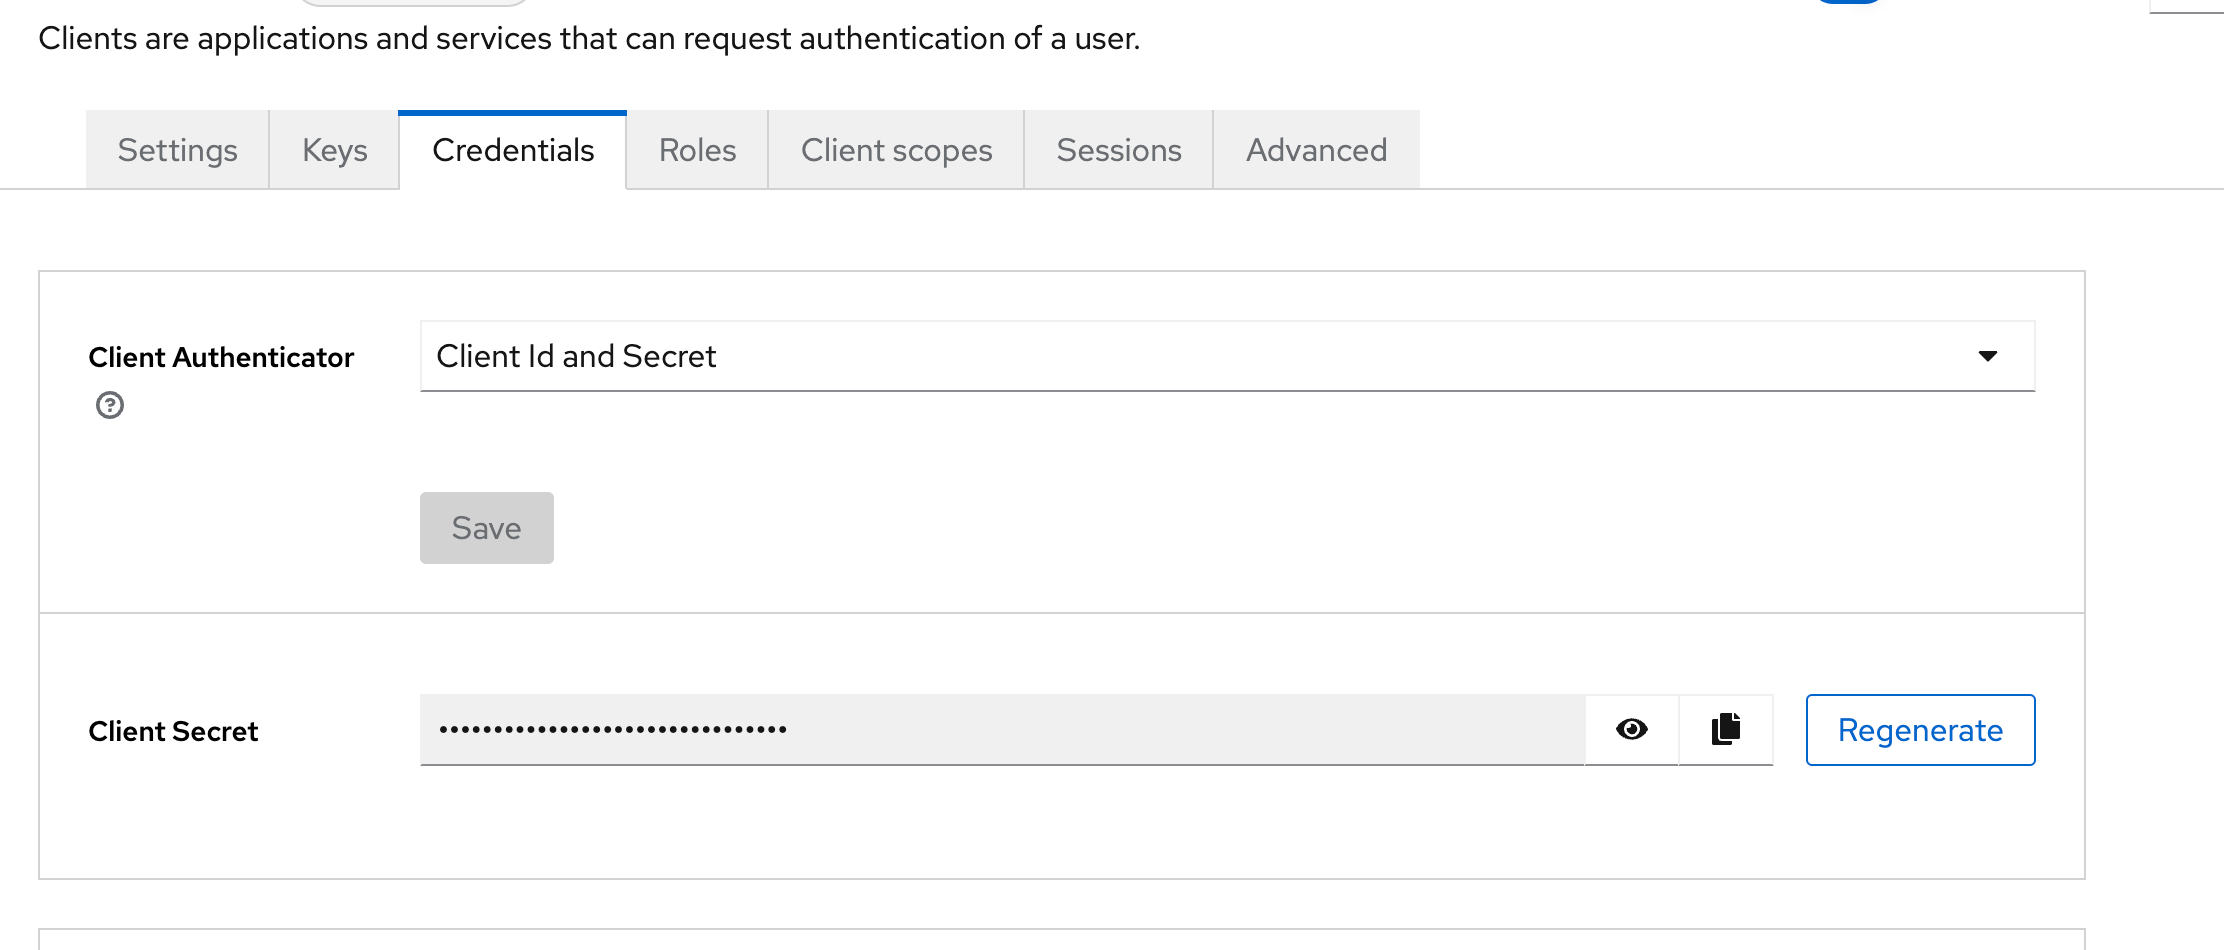 Clients are applications and services that can request authentication of a user.
Settings Keys Credentials Roles Client scopes Sessions Advanced
Client Authenticator
Client Id and Secret
Save
Client Secret
••••••••••••••••••••••••••••••••
Regenerate